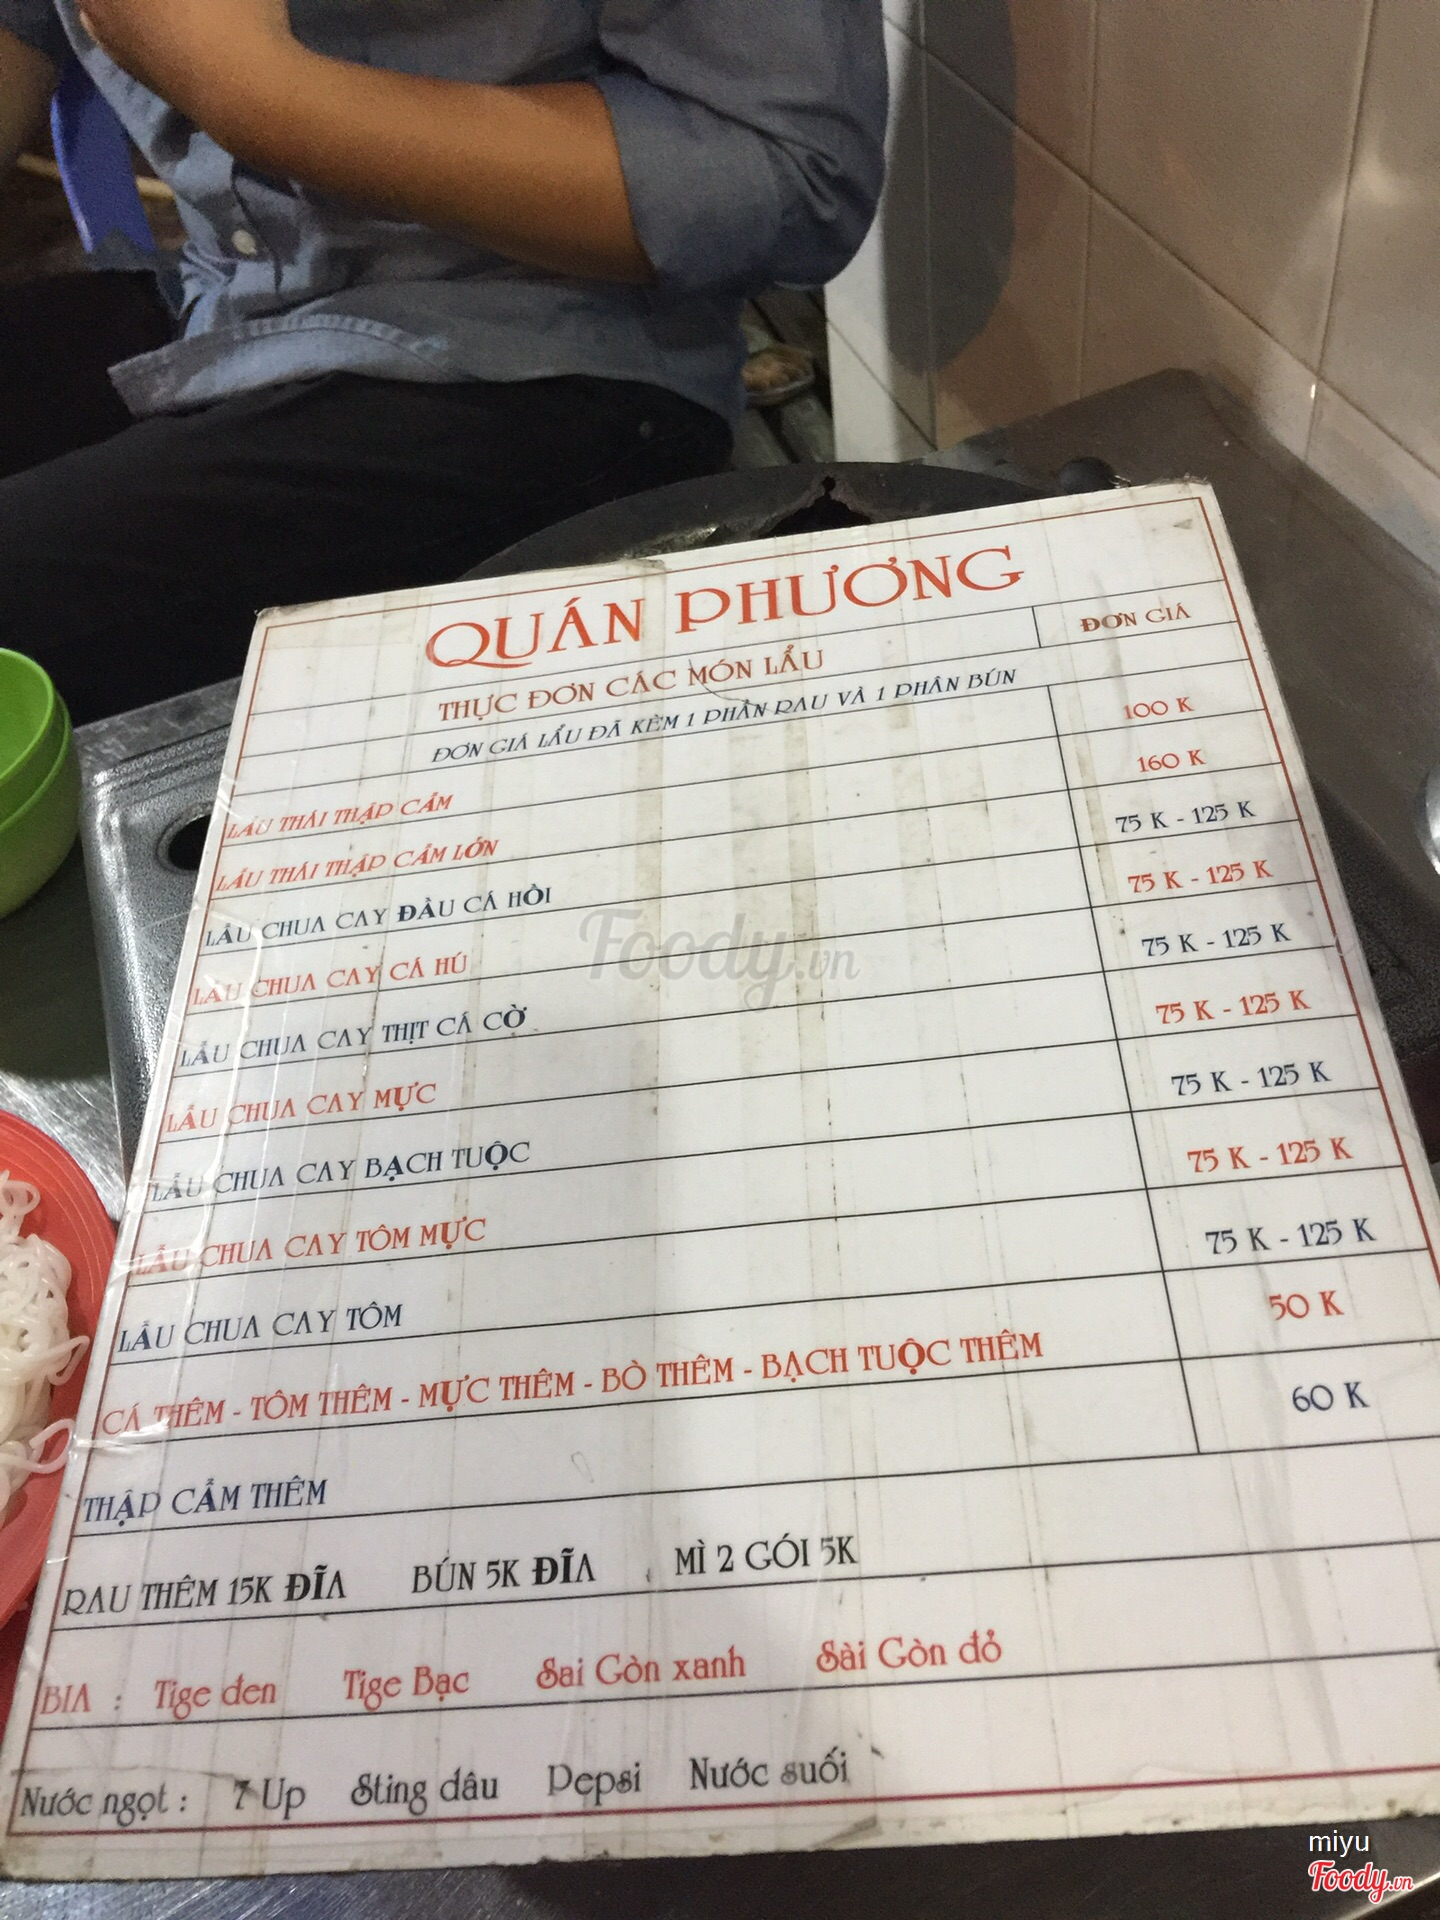 QUÁN PHƯƠNG
THỰC ĐƠN CÁC MÓN LẨU ĐƠN GIÁ
ĐƠN GIÁ LẨU ĐÃ KÈM 1 PHẦN RAU VÀ 1 PHẦN BÚN
LẨU THÁI THẬP CẨM 100 K
LẨU THÁI THẬP CẨM LỚN 160 K
LẨU CHUA CAY ĐẦU CÁ HỒI 75 K - 125 K
LẨU CHUA CAY CÁ HÚ 75 K - 125 K
LẨU CHUA CAY THỊT CÁ CỜ 75 K - 125 K
LẨU CHUA CAY MỰC 75 K - 125 K
LẨU CHUA CAY BẠCH TUỘC 75 K - 125 K
LẨU CHUA CAY TÔM MỰC 75 K - 125 K
LẨU CHUA CAY TÔM 75 K - 125 K
CÁ THÊM - TÔM THÊM - MỰC THÊM - BÒ THÊM - BẠCH TUỘC THÊM 50 K
THẬP CẨM THÊM 60 K
RAU THÊM 15K ĐĨA BÚN 5K ĐĨA MÌ 2 GÓI 5K
BIA : Tige đen Tige Bạc Sai Gòn xanh Sài Gòn đỏ
Nước ngọt : 7 Up Sting dâu Pepsi Nước suối
Foody.vn
miyu
Foody.vn